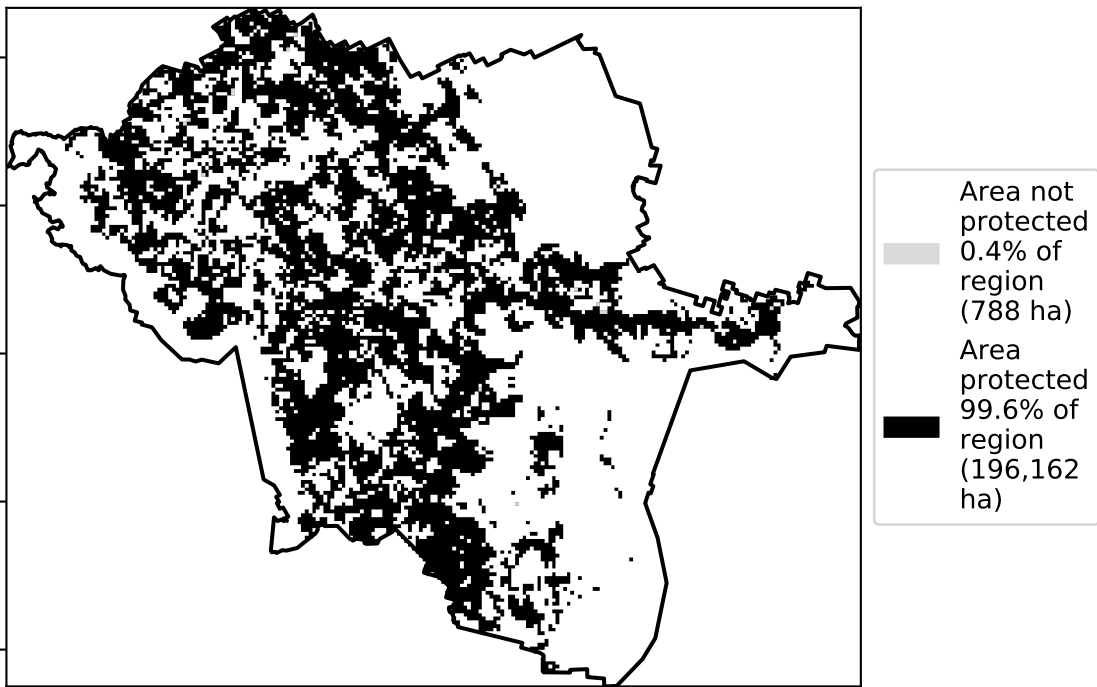 Area not
protected
0.4% of
region
(788 ha)
Area
protected
99.6% of
region
(196,162
ha)